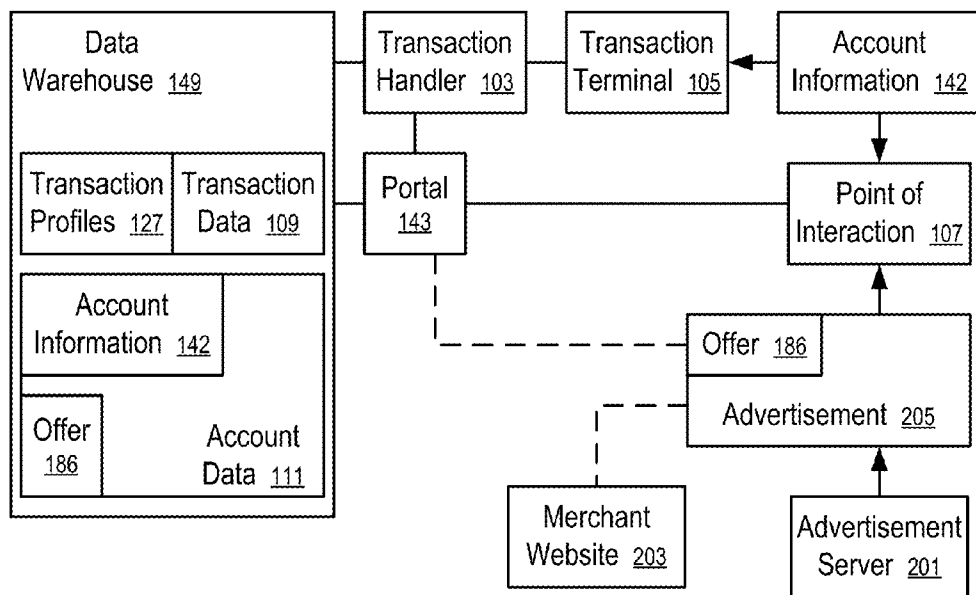 Data
Warehouse 149
Transaction
Handler 103
Transaction
Terminal 105
Account
Information 142
Transaction
Profiles 127
Transaction
Data 109
Portal
143
Point of
Interaction 107
Account
Information 142
Offer
186
Account
Data 111
Offer 186
Advertisement 205
Merchant
Website 203
Advertisement
Server 201